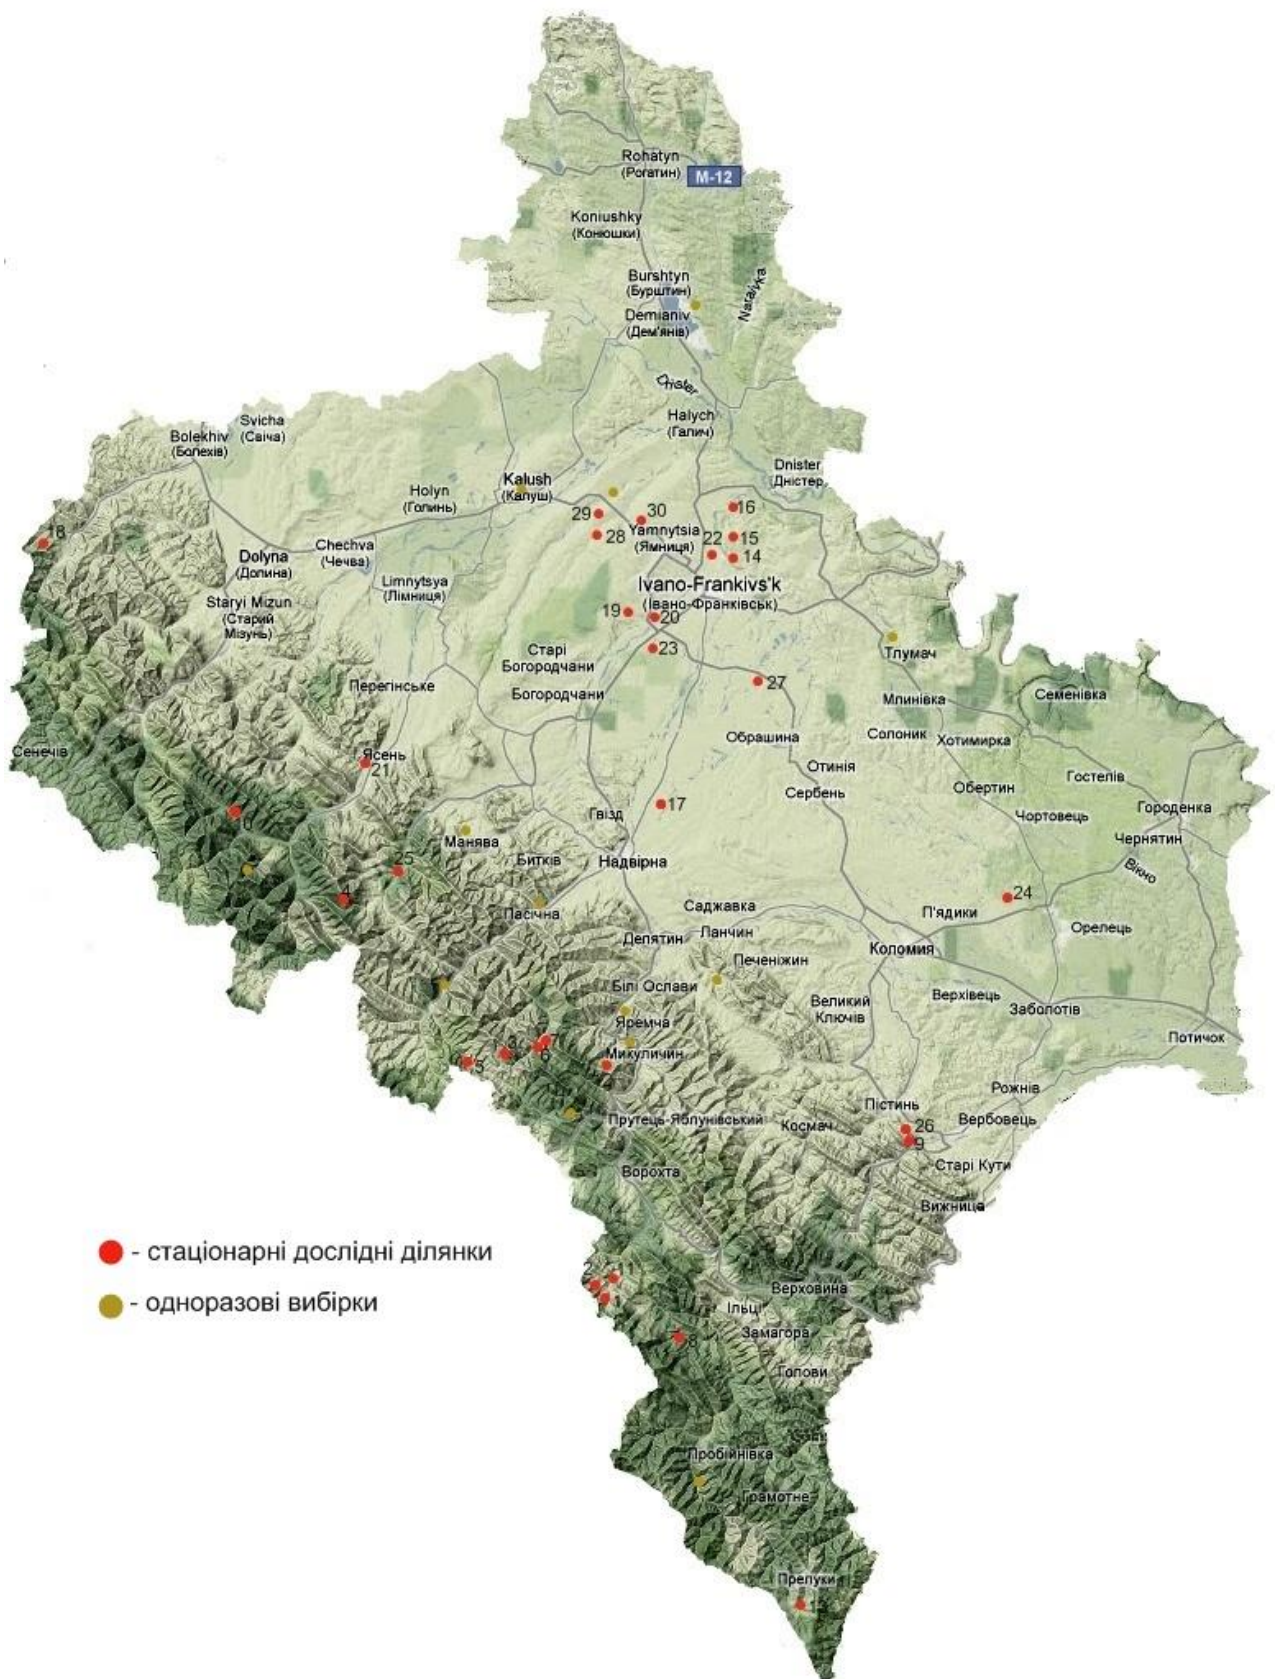 Rohatyn
(Рогатин)
M-12
Koniushky
(Конюшки)
Burshtyn
(Бурштин)
Demianiv
(Дем'янів)
Dnister
Halych
(Галич)
Svicha
(Свіча)
Bolekhiv
(Болехів)
Dnister
(Дністер
Kalush
(Калуш)
Holyn
(Голинь)
16
29
30
18
Yamnytsia
(Ямниця)
22
15
28
14
Chechva
(Чечва)
Dolyna
(Долина)
Limnytsya
(Лімниця)
Ivano-Frankivs'k
(Івано-Франківськ)
Staryi Mizun
(Старий
Мізунь)
19
20
23
Тлумач
Старі
Богородчани
27
Перегінське
Богородчани
Млинівка
Семенівка
Обрашина
Солоник
Хотимирка
Сенечів
Ясень
21
Отинія
Гостелів
Сербень
Обертин
17
Городенка
Гвізд
Чортовець
Манява
Чернятин
Битків
Надвірна
25
Вікно
4
24
Пасічна
Саджавка
П'ядики
Орелець
Делятин
Ланчин
Коломия
Печеніжин
Білі Ослави
Верхівець
Великий
Ключів
Заболотів
Яремча
Потичок
3
7
6
5
Микуличин
Рожнів
Пістинь
Прутець-Яблунівський
Космач
Вербовець
26
9
Старі Кути
Ворохта
Вижница
- стаціонарні дослідні ділянки
2
Верховина
- одноразові вибірки
Ільці
Замагора
8
Голови
Пробійнівка
Грамотне
Прелуки